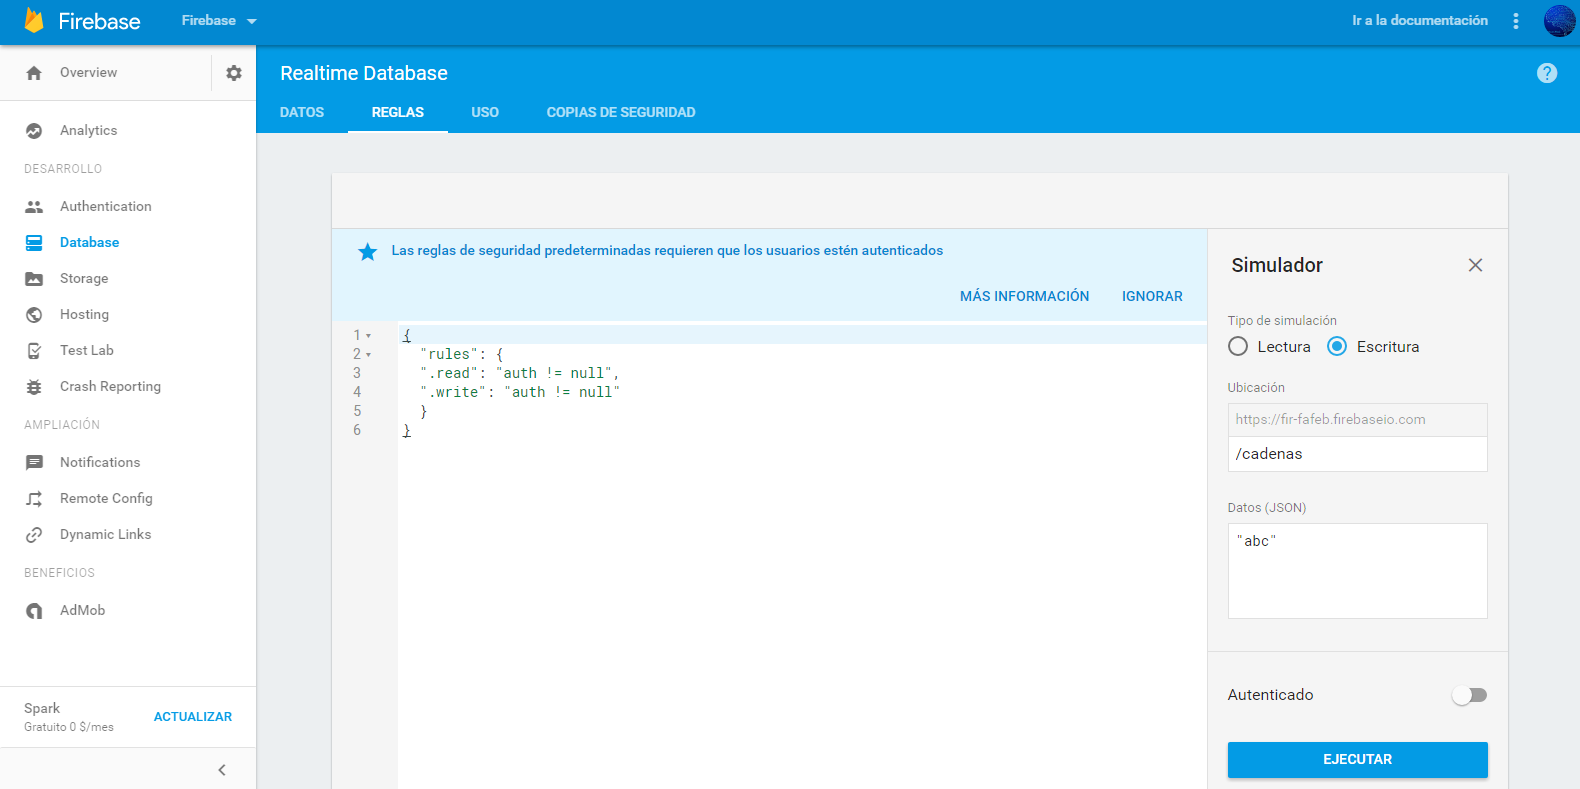 Firebase
Firebase
Ir a la documentación
Overview
Analytics
DESARROLLO
Authentication
Database
Storage
Hosting
Test Lab
Crash Reporting
AMPLIACIÓN
Notifications
Remote Config
Dynamic Links
BENEFICIOS
AdMob
Spark
Gratuito 0 $/mes
ACTUALIZAR
Realtime Database
DATOS REGLAS USO COPIAS DE SEGURIDAD
Las reglas de seguridad predeterminadas requieren que los usuarios estén autenticados
MÁS INFORMACIÓN IGNORAR
1 {
2 "rules": {
3 ".read": "auth != null",
4 ".write": "auth != null"
5 }
6 }
Simulador
Tipo de simulación
Lectura Escritura
Ubicación
https://fir-fafeb.firebaseio.com
/cadenas
Datos (JSON)
"abc"
Autenticado
EJECUTAR